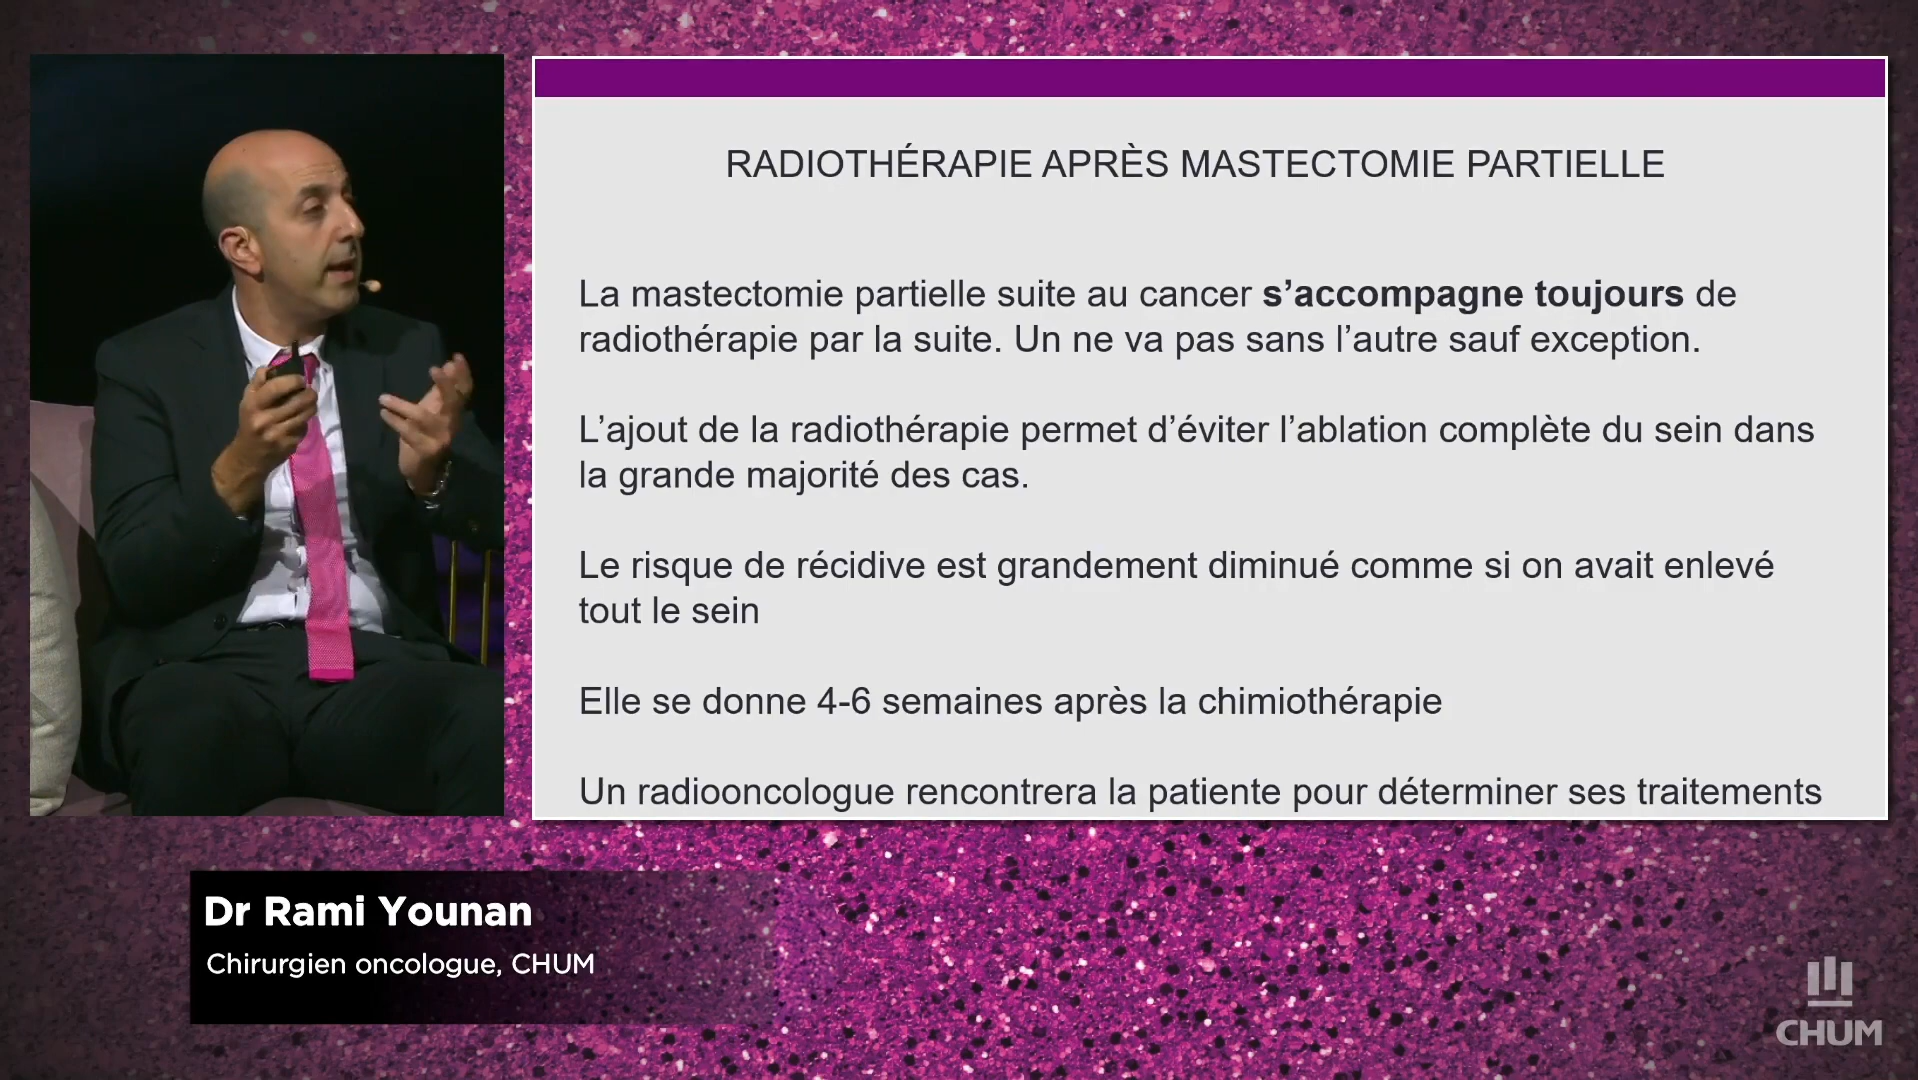 RADIOTHÉRAPIE APRÈS MASTECTOMIE PARTIELLE
La mastectomie partielle suite au cancer s’accompagne toujours de
radiothérapie par la suite. Un ne va pas sans l’autre sauf exception.
L’ajout de la radiothérapie permet d’éviter l’ablation complète du sein dans
la grande majorité des cas.
Le risque de récidive est grandement diminué comme si on avait enlevé
tout le sein
Elle se donne 4-6 semaines après la chimiothérapie
Un radiooncologue rencontrera la patiente pour déterminer ses traitements
Dr Rami Younan
Chirurgien oncologue, CHUM
CHUM